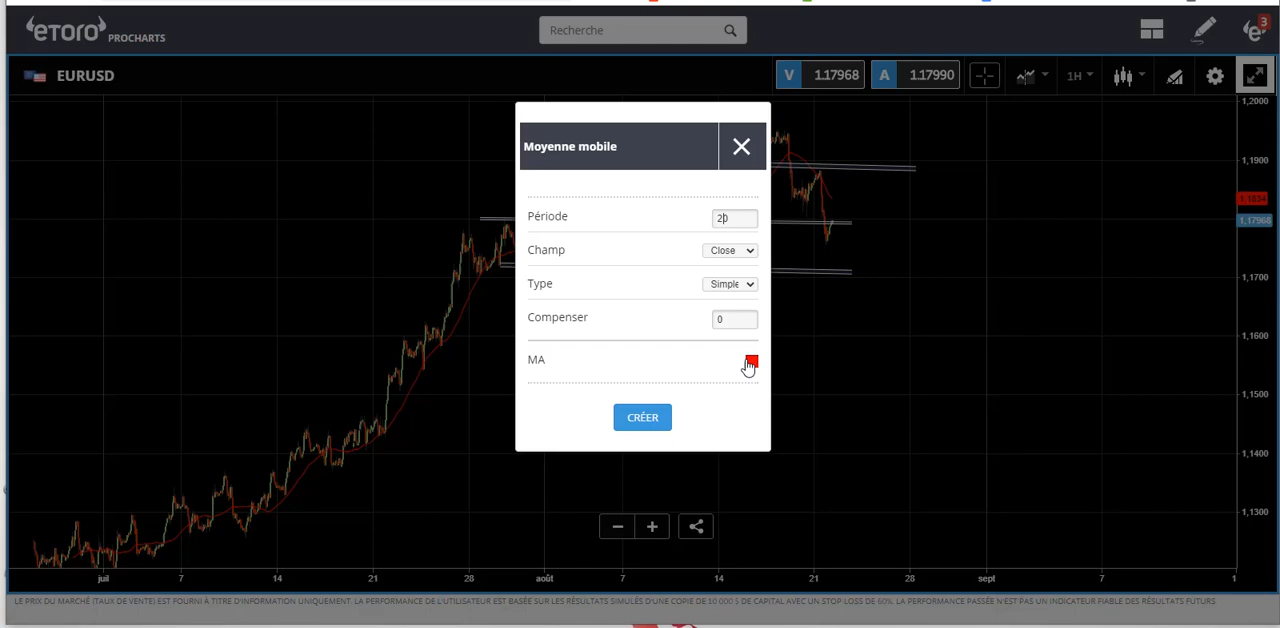 etoro PROCHARTS
Recherche
3
EURUSD
V 1.17968
A 1.17990
1H
1,2000
1,1900
1.1834
1,17968
1,1700
1,1600
1,1500
1,1400
1,1300
Moyenne mobile
Période 20
Champ Close
Type Simple
Compenser 0
MA
CRÉER
juil 7 14 21 28 août 7 14 21 28 sept 7 1
LE PRIX DU MARCHÉ (TAUX DE VENTE) EST FOURNI À TITRE D'INFORMATION UNIQUEMENT. LA PERFORMANCE DE L'UTILISATEUR EST BASÉE SUR LES RÉSULTATS SIMULÉS D'UNE COPIE DE 10 000 $ DE CAPITAL AVEC UN STOP-LOSS DE 60%. LA PERFORMANCE PASSÉE N'EST PAS UN INDICATEUR FIABLE DES RÉSULTATS FUTURS